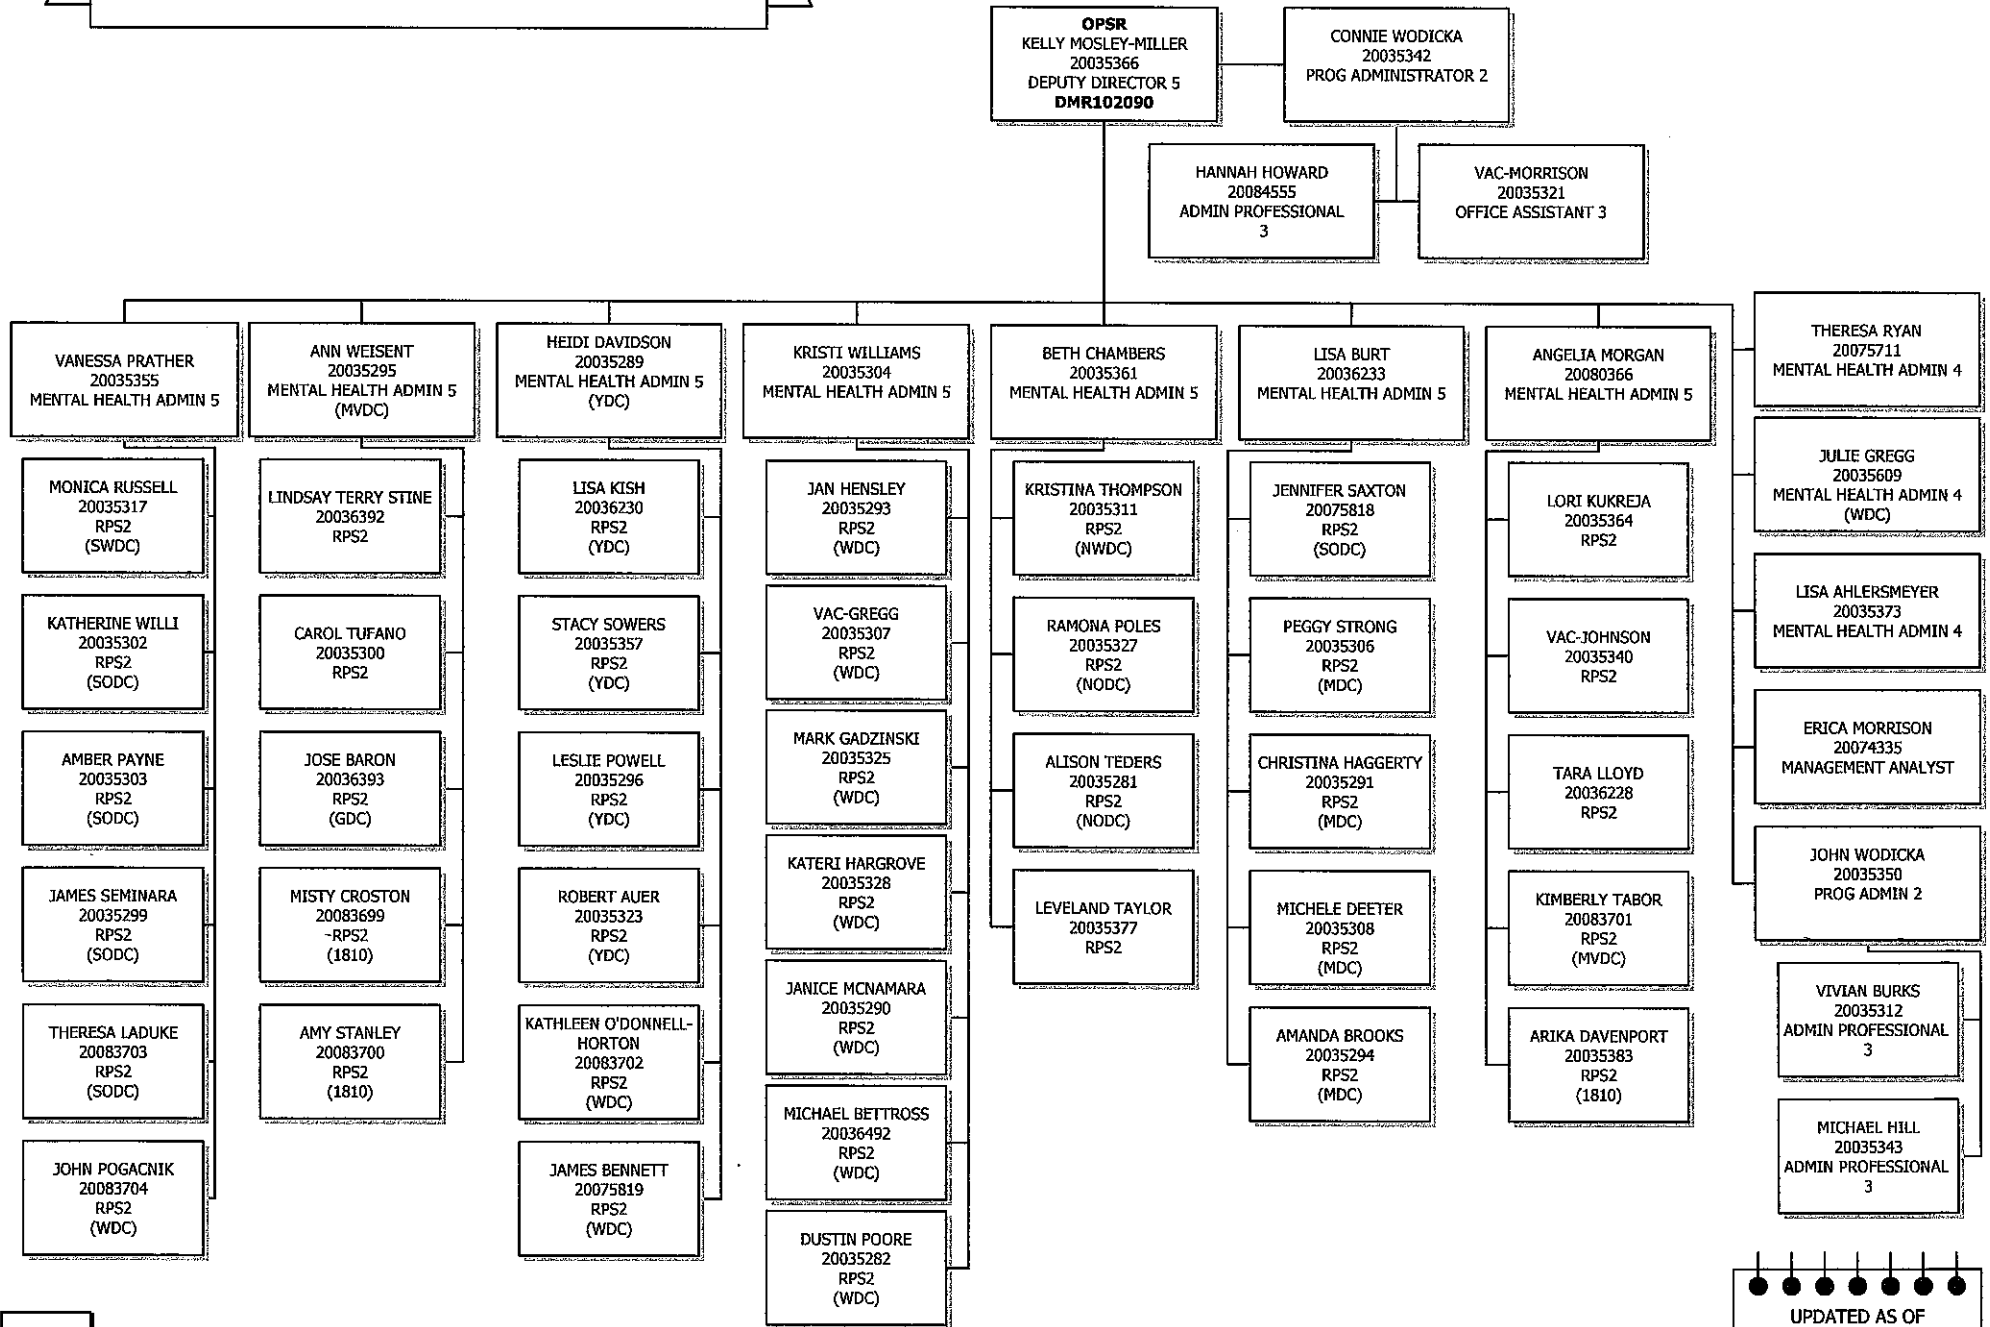 OPSR
KELLY MOSLEY-MILLER
20035366
DEPUTY DIRECTOR 5
DMR102090
CONNIE WODICKA
20035342
PROG ADMINISTRATOR 2
HANNAH HOWARD
20084555
ADMIN PROFESSIONAL
3
VAC-MORRISON
20035321
OFFICE ASSISTANT 3
VANESSA PRATHER
20035355
MENTAL HEALTH ADMIN 5
MONICA RUSSELL
20035317
RPS2
(SWDC)
KATHERINE WILLI
20035302
RPS2
(SODC)
AMBER PAYNE
20035303
RPS2
(SODC)
JAMES SEMINARA
20035299
RPS2
(SODC)
THERESA LADUKE
20083703
RPS2
(SODC)
JOHN POGACNIK
20083704
RPS2
(WDC)
ANN WEISENT
20035295
MENTAL HEALTH ADMIN 5
(MVDC)
LINDSAY TERRY STINE
20036392
RPS2
CAROL TUFANO
20035300
RPS2
JOSE BARON
20036393
RPS2
(GDC)
MISTY CROSTON
20083699
-RPS2
(1810)
AMY STANLEY
20083700
RPS2
(1810)
HEIDI DAVIDSON
20035289
MENTAL HEALTH ADMIN 5
(YDC)
LISA KISH
20036230
RPS2
(YDC)
STACY SOWERS
20035357
RPS2
(YDC)
LESLIE POWELL
20035296
RPS2
(YDC)
ROBERT AUER
20035323
RPS2
(YDC)
KATHLEEN O'DONNELL-
HORTON
20083702
RPS2
(WDC)
JAMES BENNETT
20075819
RPS2
(WDC)
KRISTI WILLIAMS
20035304
MENTAL HEALTH ADMIN 5
JAN HENSLEY
20035293
RPS2
(WDC)
VAC-GREGG
20035307
RPS2
(WDC)
MARK GADZINSKI
20035325
RPS2
(WDC)
KATERI HARGROVE
20035328
RPS2
(WDC)
JANICE MCNAMARA
20035290
RPS2
(WDC)
MICHAEL BETTROSS
20036492
RPS2
(WDC)
DUSTIN POORE
20035282
RPS2
(WDC)
BETH CHAMBERS
20035361
MENTAL HEALTH ADMIN 5
KRISTINA THOMPSON
20035311
RPS2
(NWDC)
RAMONA POLES
20035327
RPS2
(NODC)
ALISON TEDERS
20035281
RPS2
(NODC)
LEVELAND TAYLOR
20035377
RPS2
LISA BURT
20036233
MENTAL HEALTH ADMIN 5
JENNIFER SAXTON
20075818
RPS2
(SODC)
PEGGY STRONG
20035306
RPS2
(MDC)
CHRISTINA HAGGERTY
20035291
RPS2
(MDC)
MICHELE DEETER
20035308
RPS2
(MDC)
AMANDA BROOKS
20035294
RPS2
(MDC)
ANGELIA MORGAN
20080366
MENTAL HEALTH ADMIN 5
LORI KUKREJA
20035364
RPS2
VAC-JOHNSON
20035340
RPS2
TARA LLOYD
20036228
RPS2
KIMBERLY TABOR
20083701
RPS2
(MVDC)
ARIKA DAVENPORT
20035383
RPS2
(1810)
THERESA RYAN
20075711
MENTAL HEALTH ADMIN 4
JULIE GREGG
20035609
MENTAL HEALTH ADMIN 4
(WDC)
LISA AHLERSMEYER
20035373
MENTAL HEALTH ADMIN 4
ERICA MORRISON
20074335
MANAGEMENT ANALYST
JOHN WODICKA
20035350
PROG ADMIN 2
VIVIAN BURKS
20035312
ADMIN PROFESSIONAL
3
MICHAEL HILL
20035343
ADMIN PROFESSIONAL
3
UPDATED AS OF